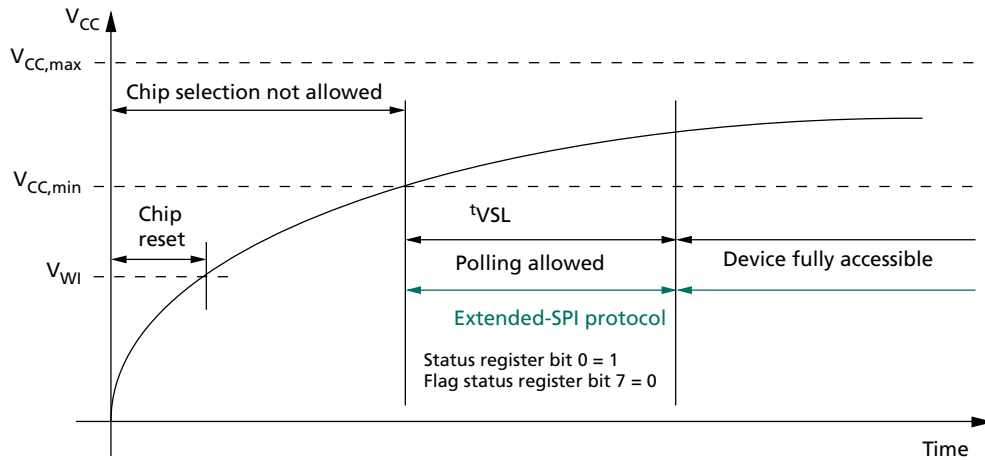 VCC
VCC,max
Chip selection not allowed
VCC,min
Chip
reset
tVSL
VWI
Polling allowed
Device fully accessible
Extended-SPI protocol
Status register bit 0 = 1
Flag status register bit 7 = 0
Time